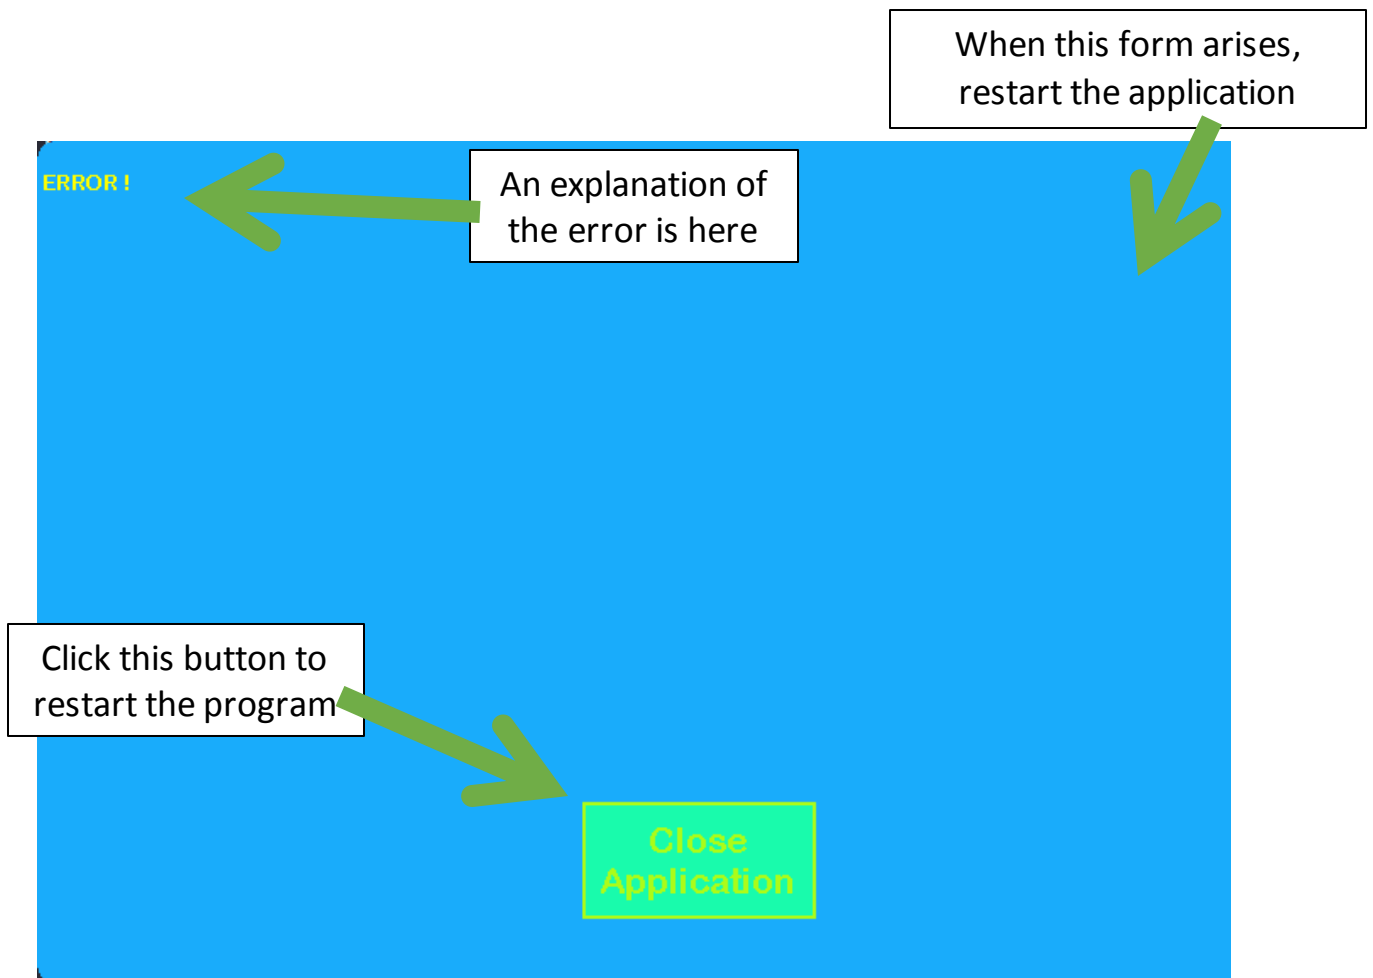 When this form arises,
restart the application
ERROR !
An explanation of
the error is here
Click this button to
restart the program
Close
Application